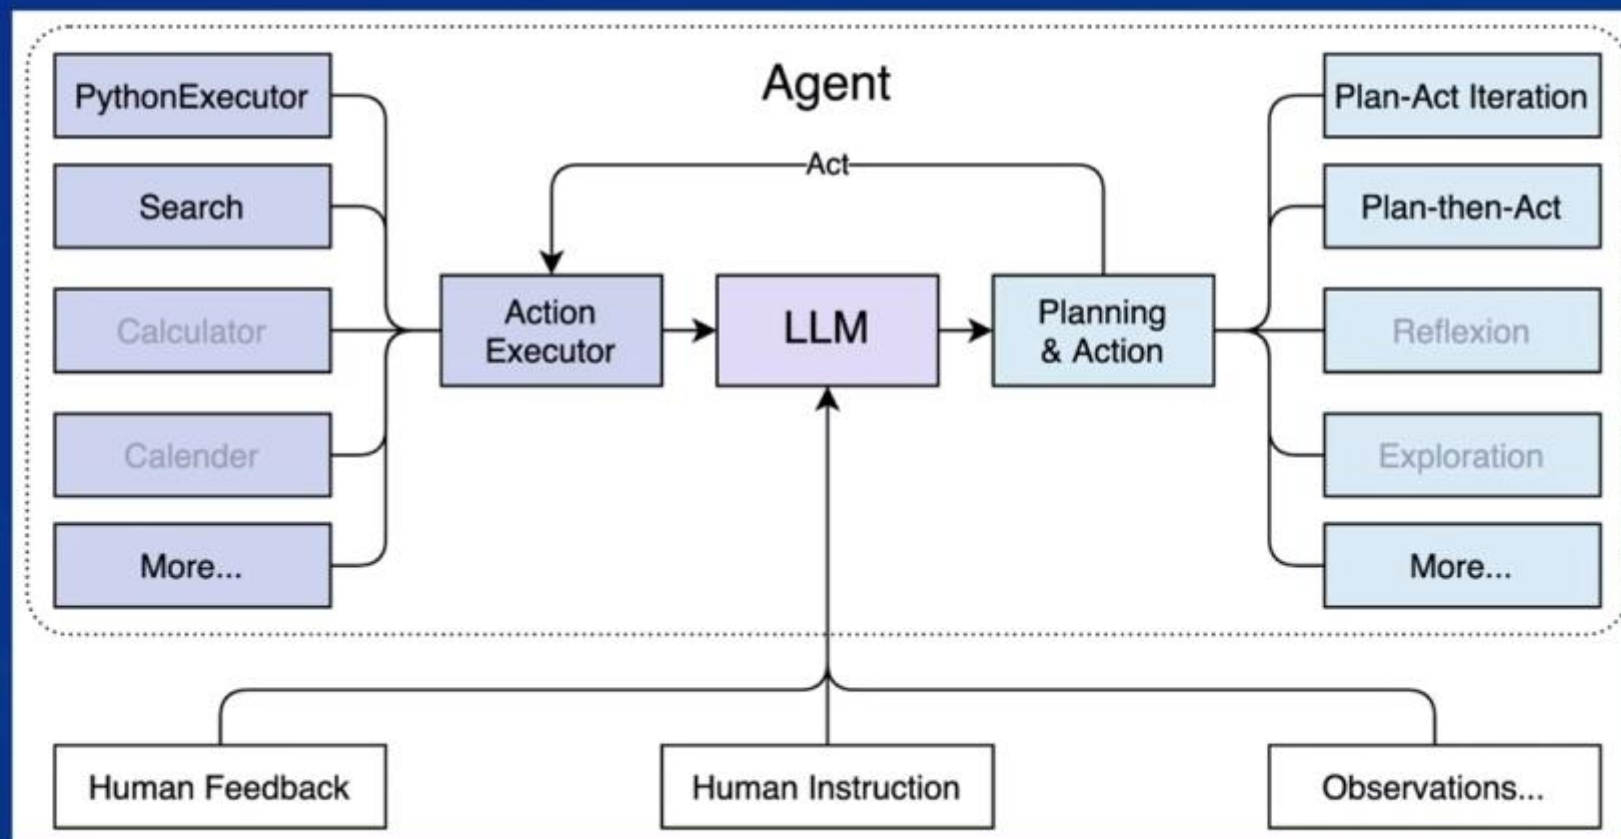 Agent
PythonExecutor
Search
Calculator
Calender
More...
Act
Action
Executor
LLM
Planning
& Action
Plan-Act Iteration
Plan-then-Act
Reflexion
Exploration
More...
Human Feedback
Human Instruction
Observations...